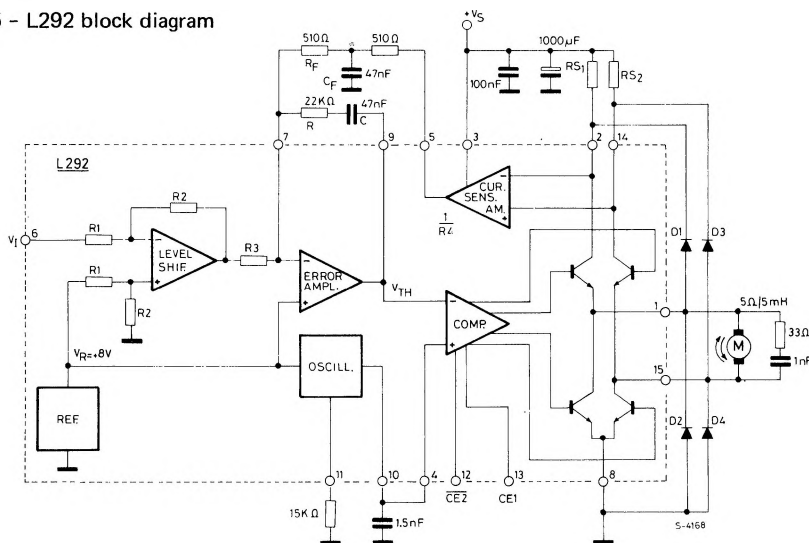 – L292 block diagram
+VS
510Ω
510Ω
1000µF
RS1
RS2
RF
CF
47nF
100nF
22KΩ
47nF
R
C
7
9
5
3
2
14
L292
R2
CUR.
SENS.
AM.
1
R4
D1
D3
VI
6
R1
LEVEL
SHIF.
R3
ERROR
AMPL.
VTH
R1
R2
COMP.
1
5Ω/5mH
33Ω
M
1nF
VR=+8V
OSCILL.
15
REF.
D2
D4
11
10
4
12
13
8
CE2
CE1
15KΩ
1.5nF
S-4168